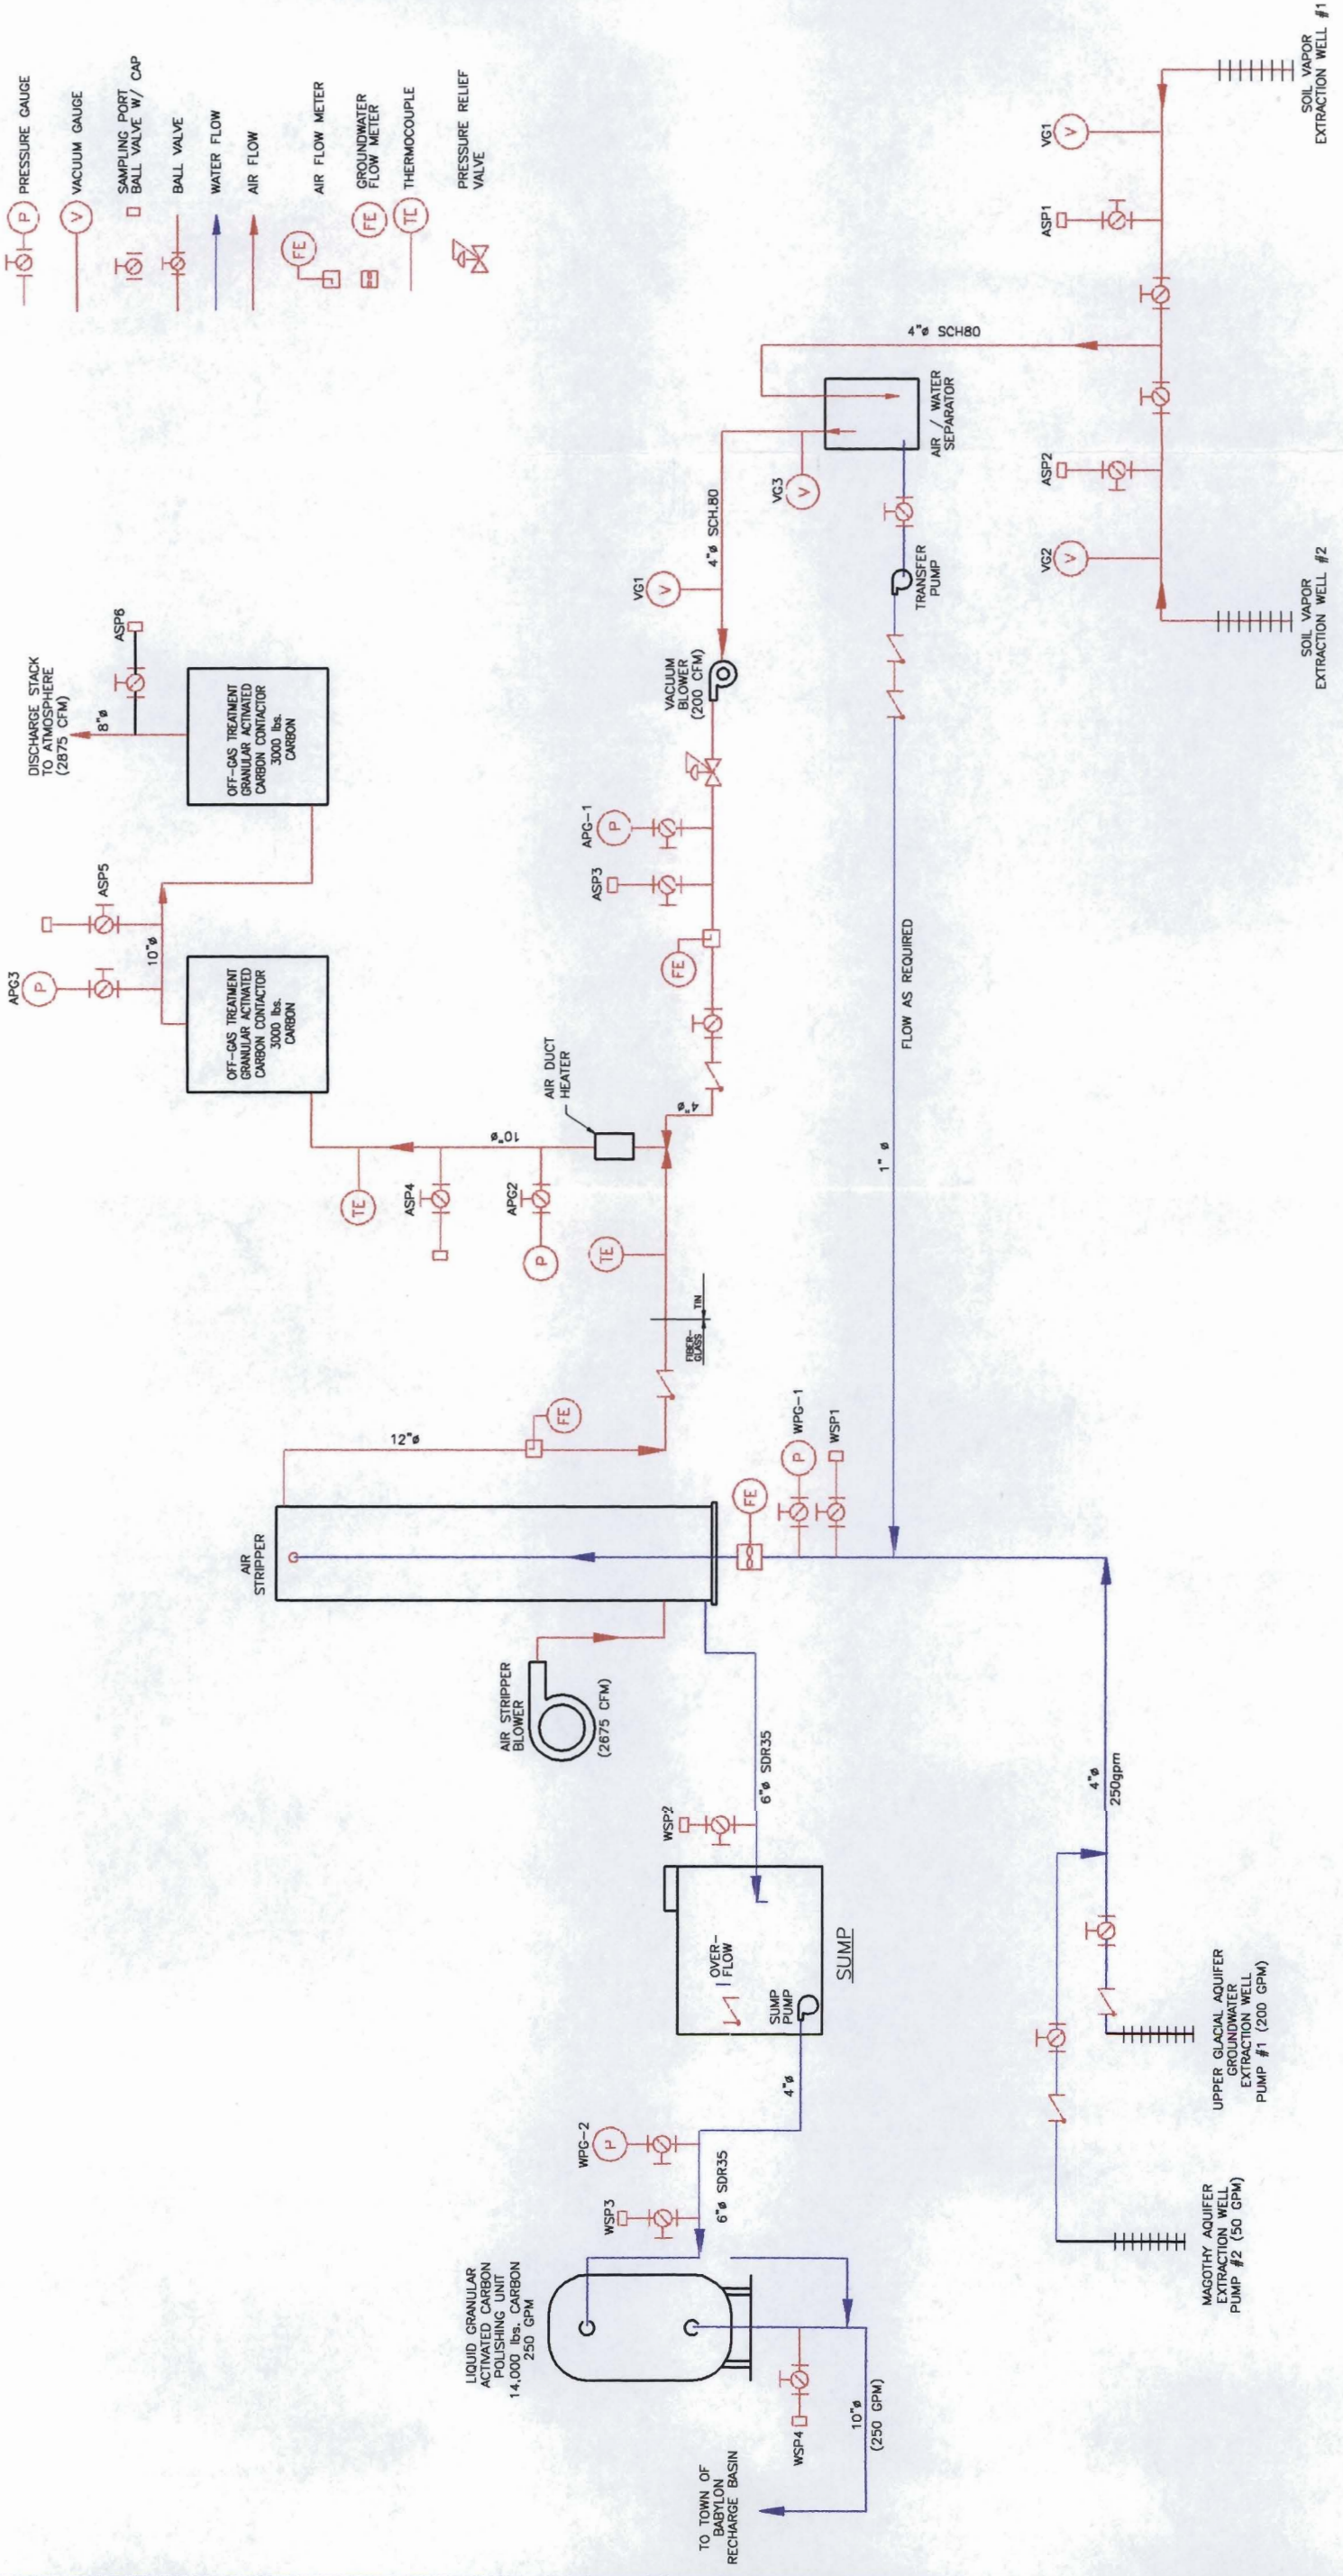 PRESSURE GAUGE
P
VACUUM GAUGE
V
SAMPLING PORT
BALL VALVE W/ CAP
BALL VALVE
WATER FLOW
AIR FLOW
AIR FLOW METER
FE
GROUNDWATER
FLOW METER
FE
THERMOCOUPLE
TE
PRESSURE RELIEF
VALVE
DISCHARGE STACK
TO ATMOSPHERE
(2875 CFM)
8"ø
ASP6
OFF-GAS TREATMENT
GRANULAR ACTIVATED
CARBON CONTACTOR
3000 lbs.
CARBON
ASP5
APG3
P
10"ø
OFF-GAS TREATMENT
GRANULAR ACTIVATED
CARBON CONTACTOR
3000 lbs.
CARBON
TE
ASP4
APG2
P
10"ø
AIR DUCT
HEATER
TE
FIBER-
GLASS
TIN
4"ø
FE
ASP3
APG-1
P
VACUUM
BLOWER
(200 CFM)
VG1
V
4"ø SCH.80
VG3
V
AIR / WATER
SEPARATOR
4"ø SCH80
TRANSFER
PUMP
FLOW AS REQUIRED
1" ø
VG1
V
ASP1
ASP2
VG2
V
SOIL VAPOR
EXTRACTION WELL #1
SOIL VAPOR
EXTRACTION WELL #2
12"ø
FE
AIR
STRIPPER
FE
P
WPG-1
WSP1
AIR STRIPPER
BLOWER
(2675 CFM)
6"ø SDR35
WSP2
OVER-
FLOW
SUMP
PUMP
SUMP
4"ø
WPG-2
P
WSP3
6"ø SDR35
LIQUID GRANULAR
ACTIVATED CARBON
POLISHING UNIT
14,000 lbs. CARBON
250 GPM
WSP4
10"ø
(250 GPM)
TO TOWN OF
BABYLON
RECHARGE BASIN
4"ø
250gpm
UPPER GLACIAL AQUIFER
GROUNDWATER
EXTRACTION WELL
PUMP #1 (200 GPM)
MAGOTHY AQUIFER
EXTRACTION WELL
PUMP #2 (50 GPM)